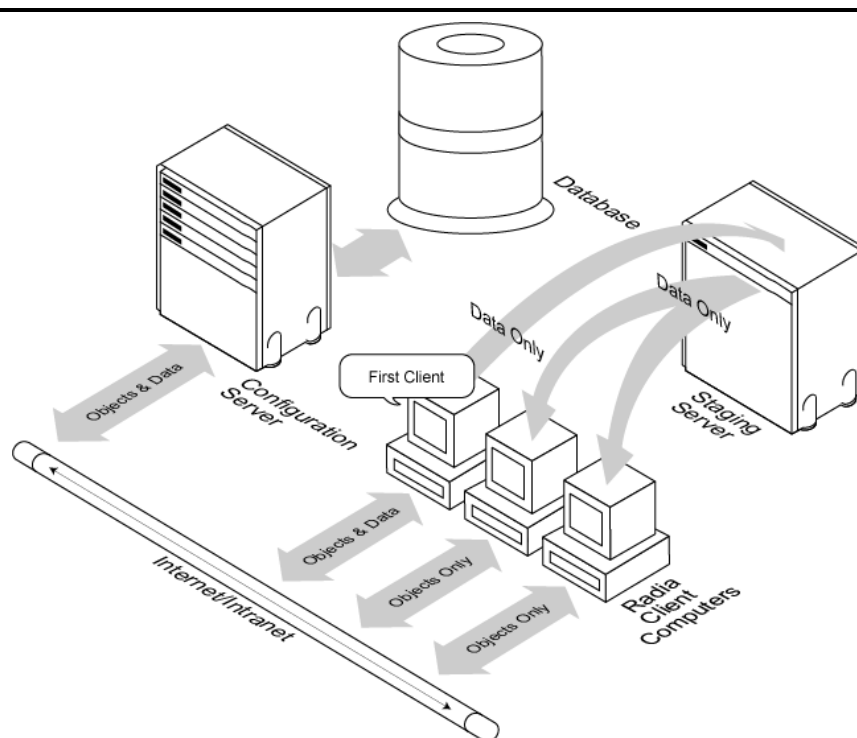 Database
Data Only
Data Only
First Client
Objects & Data
Configuration
Server
Staging
Server
Objects & Data
Objects Only
Objects Only
Radia
Client
Computers
Internet/Intranet